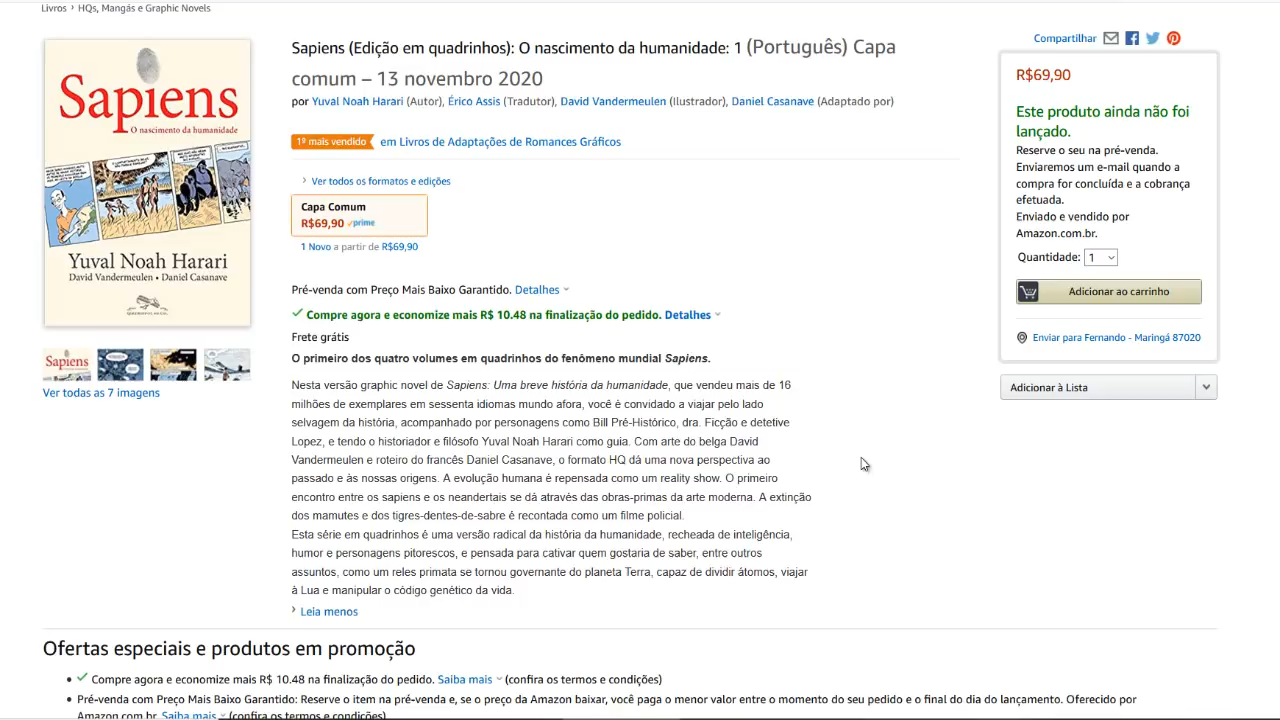 Livros › HQs, Mangás e Graphic Novels
Sapiens
O nascimento da humanidade
Yuval Noah Harari
David Vandermeulen • Daniel Casanave
Sapiens
Ver todas as 7 imagens
Sapiens (Edição em quadrinhos): O nascimento da humanidade: 1 (Português) Capa
comum – 13 novembro 2020
por Yuval Noah Harari (Autor), Érico Assis (Tradutor), David Vandermeulen (Ilustrador), Daniel Casanave (Adaptado por)
1º mais vendido em Livros de Adaptações de Romances Gráficos
› Ver todos os formatos e edições
Capa Comum
R$69,90 prime
1 Novo a partir de R$69,90
Pré-venda com Preço Mais Baixo Garantido. Detalhes
Compre agora e economize mais R$ 10.48 na finalização do pedido. Detalhes
Frete grátis
O primeiro dos quatro volumes em quadrinhos do fenômeno mundial Sapiens.
Nesta versão graphic novel de Sapiens: Uma breve história da humanidade, que vendeu mais de 16
milhões de exemplares em sessenta idiomas mundo afora, você é convidado a viajar pelo lado
selvagem da história, acompanhado por personagens como Bill Pré-Histórico, dra. Ficção e detetive
Lopez, e tendo o historiador e filósofo Yuval Noah Harari como guia. Com arte do belga David
Vandermeulen e roteiro do francês Daniel Casanave, o formato HQ dá uma nova perspectiva ao
passado e às nossas origens. A evolução humana é repensada como um reality show. O primeiro
encontro entre os sapiens e os neandertais se dá através das obras-primas da arte moderna. A extinção
dos mamutes e dos tigres-dentes-de-sabre é recontada como um filme policial.
Esta série em quadrinhos é uma versão radical da história da humanidade, recheada de inteligência,
humor e personagens pitorescos, e pensada para cativar quem gostaria de saber, entre outros
assuntos, como um reles primata se tornou governante do planeta Terra, capaz de dividir átomos, viajar
à Lua e manipular o código genético da vida.
› Leia menos
Compartilhar
R$69,90
Este produto ainda não foi
lançado.
Reserve o seu na pré-venda.
Enviaremos um e-mail quando a
compra for concluída e a cobrança
efetuada.
Enviado e vendido por
Amazon.com.br.
Quantidade: 1
Adicionar ao carrinho
Enviar para Fernando - Maringá 87020
Adicionar à Lista
Ofertas especiais e produtos em promoção
• Compre agora e economize mais R$ 10.48 na finalização do pedido. Saiba mais (confira os termos e condições)
• Pré-venda com Preço Mais Baixo Garantido: Reserve o item na pré-venda e, se o preço da Amazon baixar, você paga o menor valor entre o momento do seu pedido e o final do dia do lançamento. Oferecido por
Amazon.com.br. Saiba mais (confira os termos e condições)